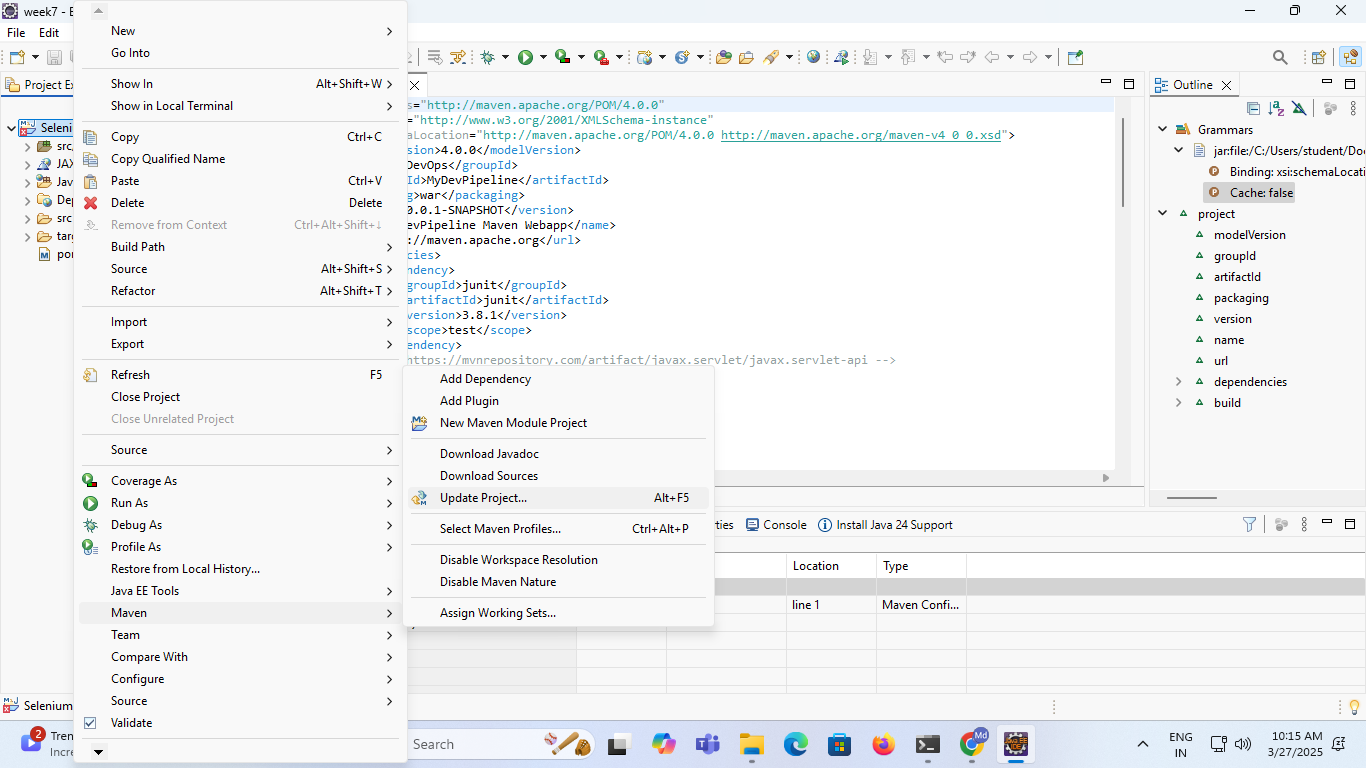 week7 - E
File Edit
Project Ex
Seleni
src
JAX
Java
De
src
targ
por
New
Go Into
Show In Alt+Shift+W
Show in Local Terminal
Copy Ctrl+C
Copy Qualified Name
Paste Ctrl+V
Delete Delete
Remove from Context Ctrl+Alt+Shift+↓
Build Path
Source Alt+Shift+S
Refactor Alt+Shift+T
Import
Export
Refresh F5
Close Project
Close Unrelated Project
Source
Coverage As
Run As
Debug As
Profile As
Restore from Local History...
Java EE Tools
Maven
Team
Compare With
Configure
Source
Validate
s="http://maven.apache.org/POM/4.0.0"
="http://www.w3.org/2001/XMLSchema-instance"
aLocation="http://maven.apache.org/POM/4.0.0 http://maven.apache.org/maven-v4_0_0.xsd">
sion>4.0.0</modelVersion>
DevOps</groupId>
Id>MyDevPipeline</artifactId>
g>war</packaging>
0.0.1-SNAPSHOT</version>
evPipeline Maven Webapp</name>
://maven.apache.org</url>
cies>
ndency>
groupId>junit</groupId>
artifactId>junit</artifactId>
version>3.8.1</version>
scope>test</scope>
endency>
https://mvnrepository.com/artifact/javax.servlet/javax.servlet-api -->
Add Dependency
Add Plugin
New Maven Module Project
Download Javadoc
Download Sources
Update Project... Alt+F5
Select Maven Profiles... Ctrl+Alt+P
Disable Workspace Resolution
Disable Maven Nature
Assign Working Sets...
Outline
Grammars
jar:file:/C:/Users/student/Do
Binding: xsi:schemaLocati
Cache: false
project
modelVersion
groupId
artifactId
packaging
version
name
url
dependencies
build
rties Console Install Java 24 Support
Location Type
line 1 Maven Confi...
Selenium
2
Tren
Incre
Search
Md
ENG
IN
10:15 AM
3/27/2025